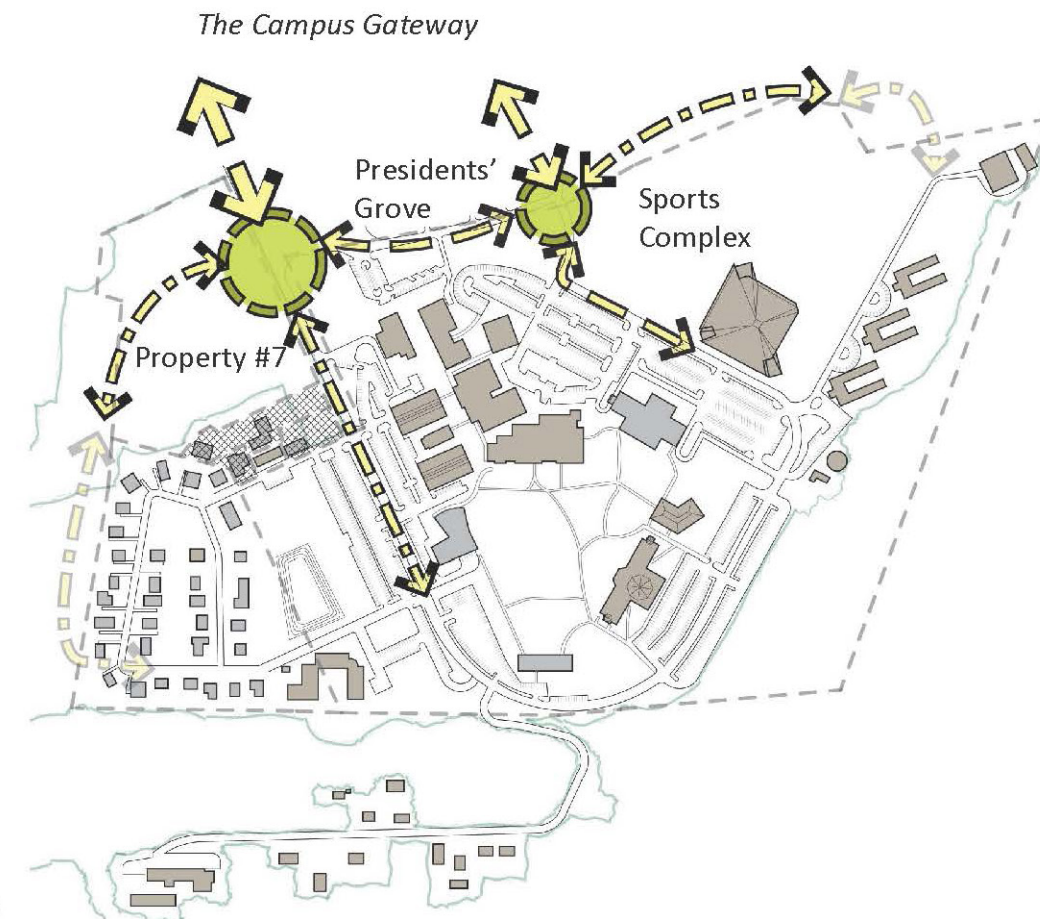 The Campus Gateway
Presidents'
Grove
Sports
Complex
Property #7